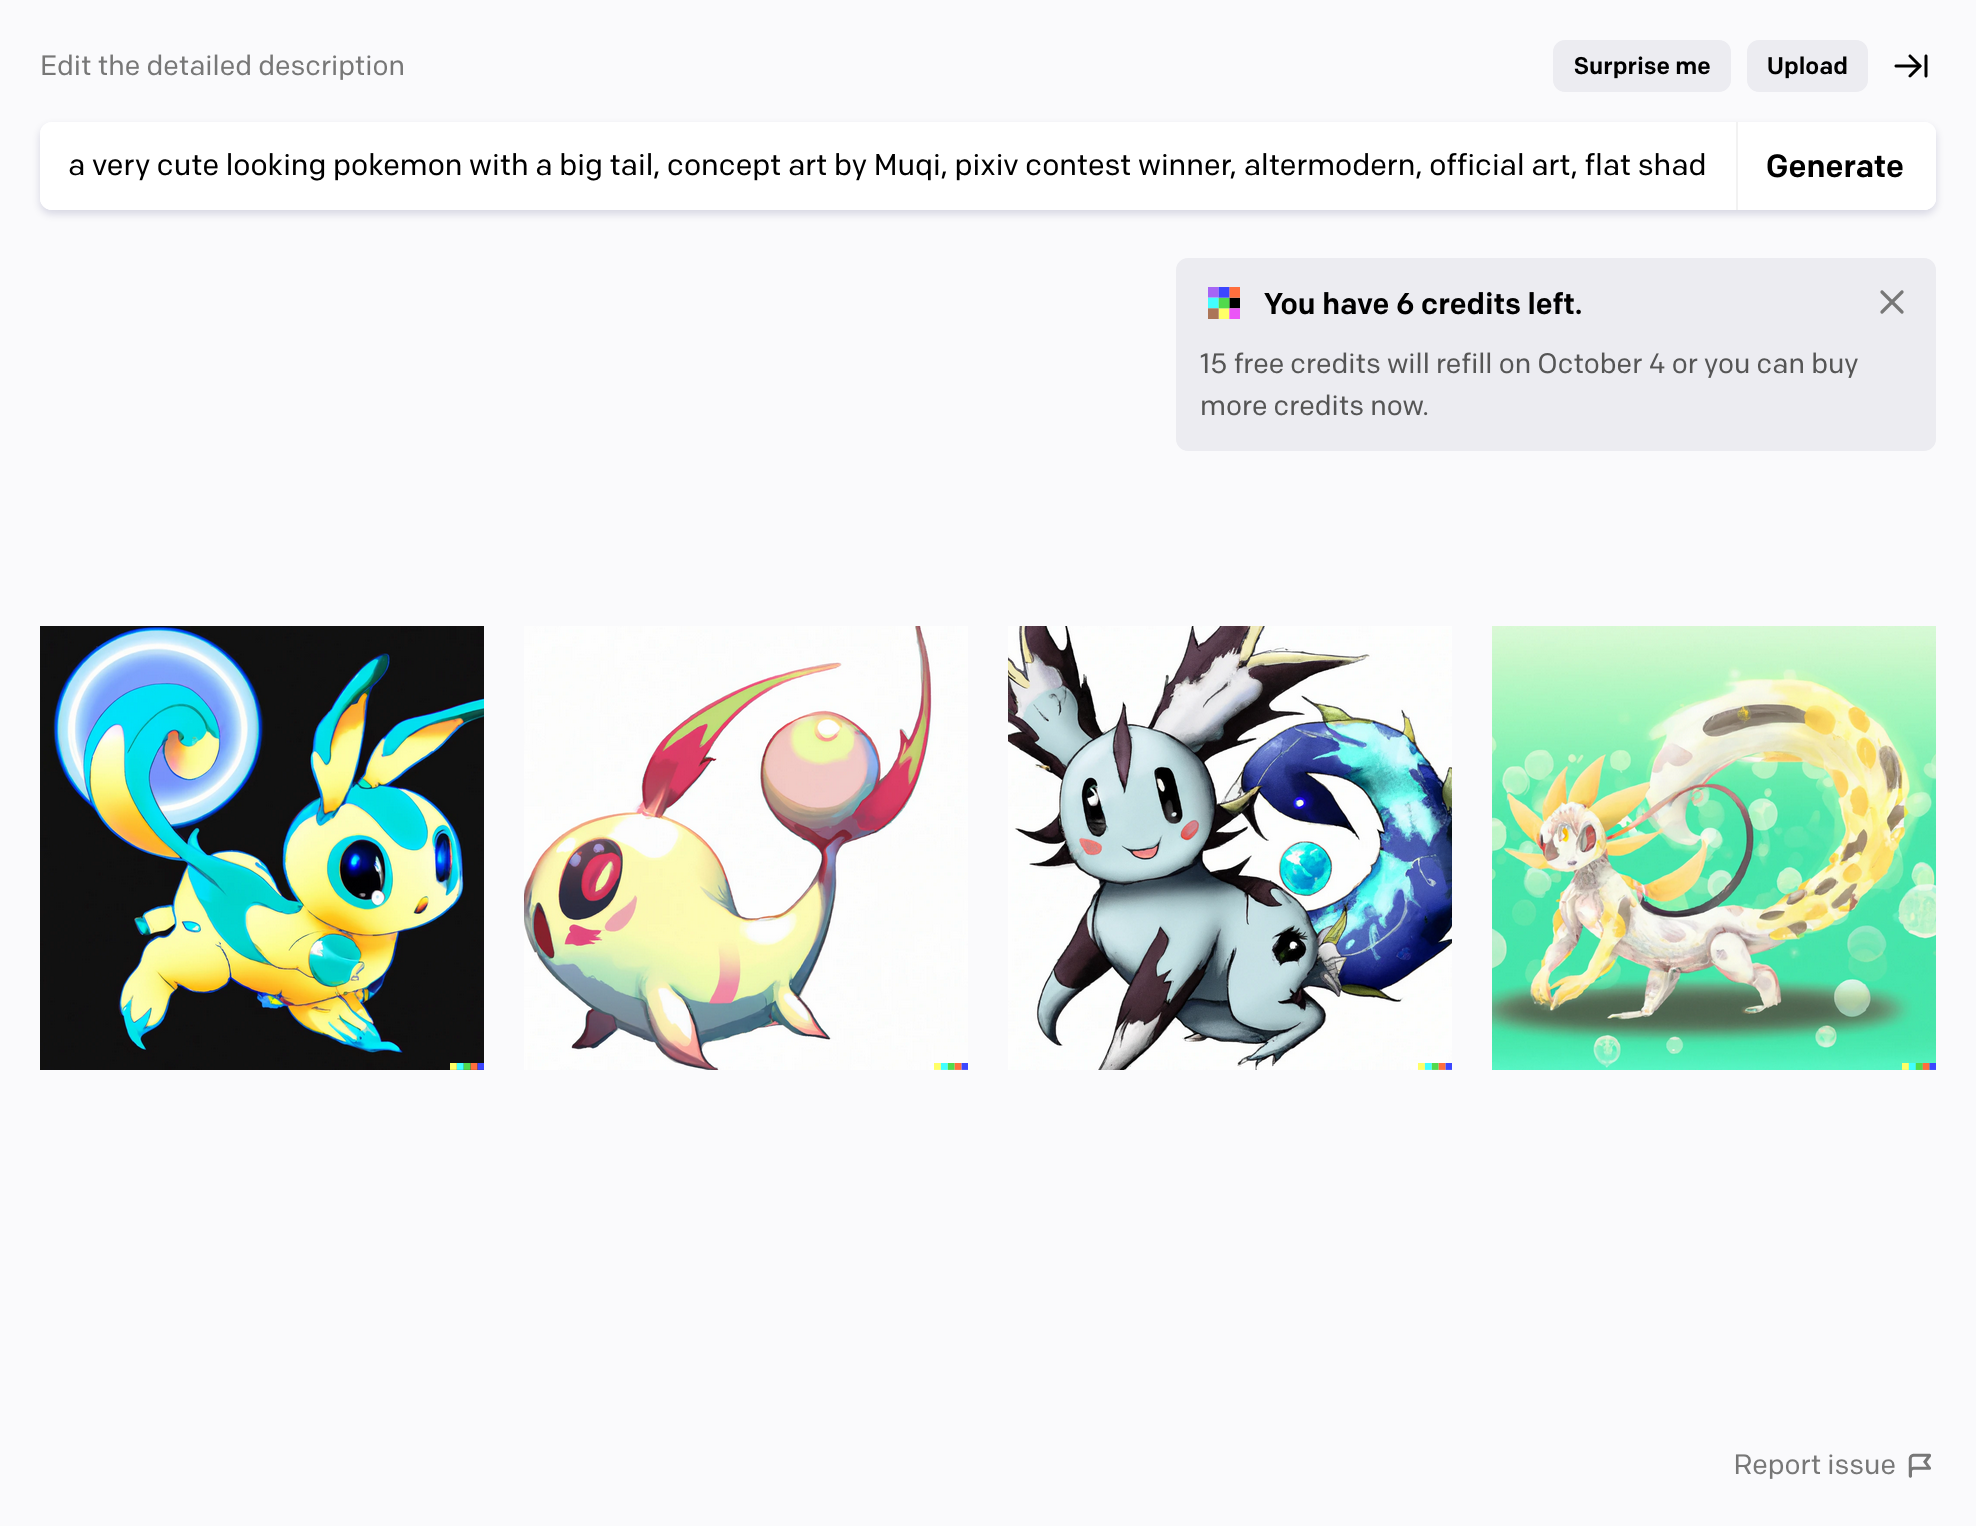 Edit the detailed description
Surprise me
Upload
a very cute looking pokemon with a big tail, concept art by Muqi, pixiv contest winner, altermodern, official art, flat shad
Generate
You have 6 credits left.
15 free credits will refill on October 4 or you can buy
more credits now.
Report issue